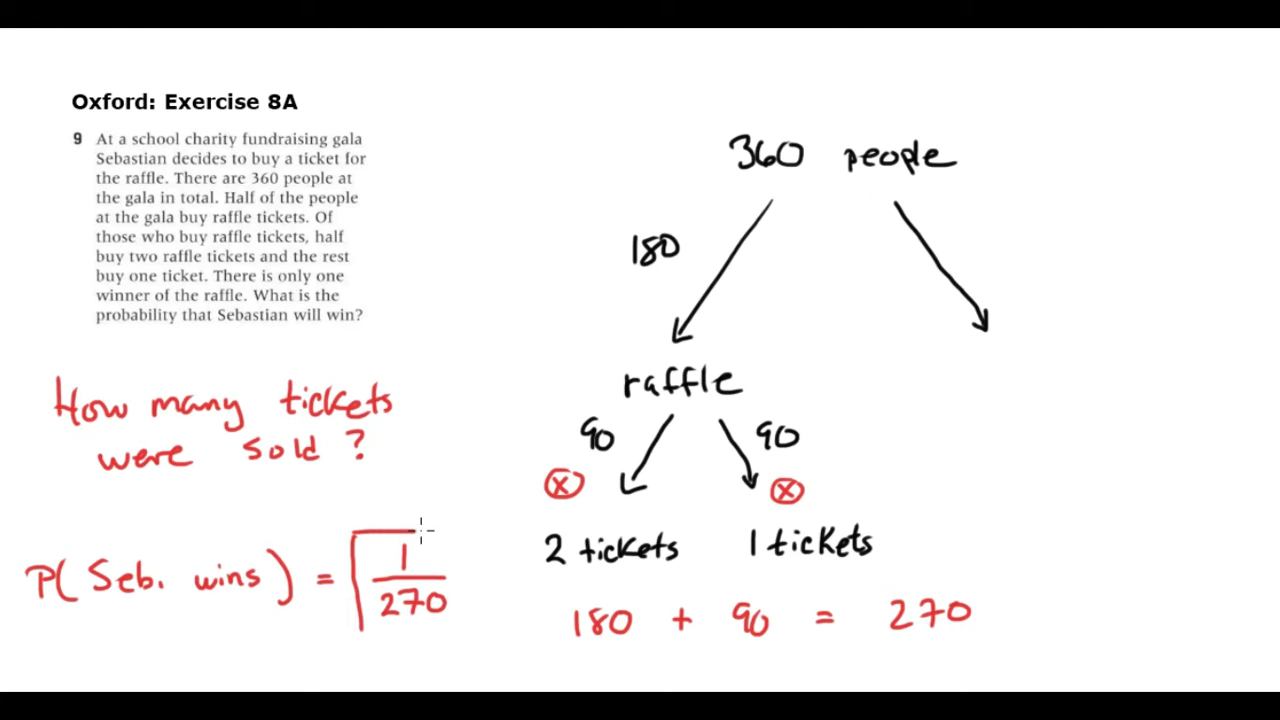 Oxford: Exercise 8A
9 At a school charity fundraising gala
Sebastian decides to buy a ticket for
the raffle. There are 360 people at
the gala in total. Half of the people
at the gala buy raffle tickets. Of
those who buy raffle tickets, half
buy two raffle tickets and the rest
buy one ticket. There is only one
winner of the raffle. What is the
probability that Sebastian will win?
How many tickets
were sold ?
P( Seb. wins ) = 1/270
360 people
180
raffle
90 90
x x
2 tickets 1 tickets
180 + 90 = 270